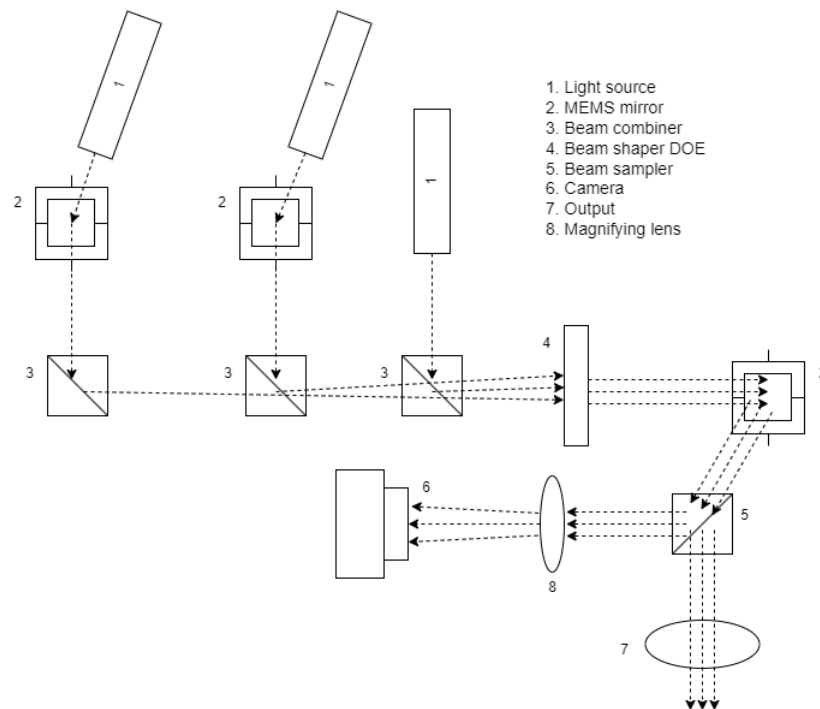 1
1
1
1. Light source
2. MEMS mirror
3. Beam combiner
4. Beam shaper DOE
5. Beam sampler
6. Camera
7. Output
8. Magnifying lens
2
2
4
3
3
3
6
5
8
7